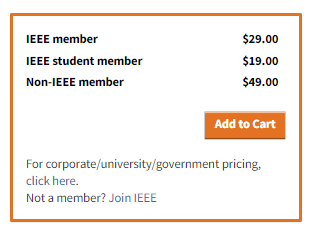 IEEE member $29.00
IEEE student member $19.00
Non-IEEE member $49.00
Add to Cart
For corporate/university/government pricing,
click here.
Not a member? Join IEEE